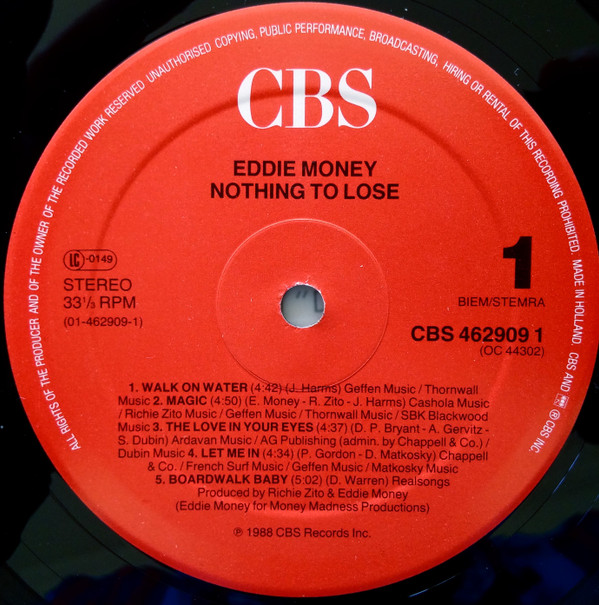 ALL RIGHTS OF THE PRODUCER AND OF THE OWNER OF THE RECORDED WORK RESERVED UNAUTHORISED COPYING, PUBLIC PERFORMANCE, BROADCASTING, HIRING OR RENTAL OF THIS RECORDING PROHIBITED. MADE IN HOLLAND. CBS AND ® CBS INC.
CBS
EDDIE MONEY
NOTHING TO LOSE
LC-0149
STEREO
33⅓ RPM
(01-462909-1)
1
BIEM/STEMRA
CBS 462909 1
(OC 44302)
1. WALK ON WATER (4:42) (J. Harms) Geffen Music / Thornwall
Music 2. MAGIC (4:50) (E. Money - R. Zito - J. Harms) Cashola Music
/ Richie Zito Music / Geffen Music / Thornwall Music / SBK Blackwood
Music 3. THE LOVE IN YOUR EYES (4:37) (D. P. Bryant - A. Gervitz -
S. Dubin) Ardavan Music / AG Publishing (admin. by Chappell & Co.) /
Dubin Music 4. LET ME IN (4:34) (P. Gordon - D. Matkosky) Chappell
& Co. / French Surf Music / Geffen Music / Matkosky Music
5. BOARDWALK BABY (5:02) (D. Warren) Realsongs
Produced by Richie Zito & Eddie Money
(Eddie Money for Money Madness Productions)
℗ 1988 CBS Records Inc.